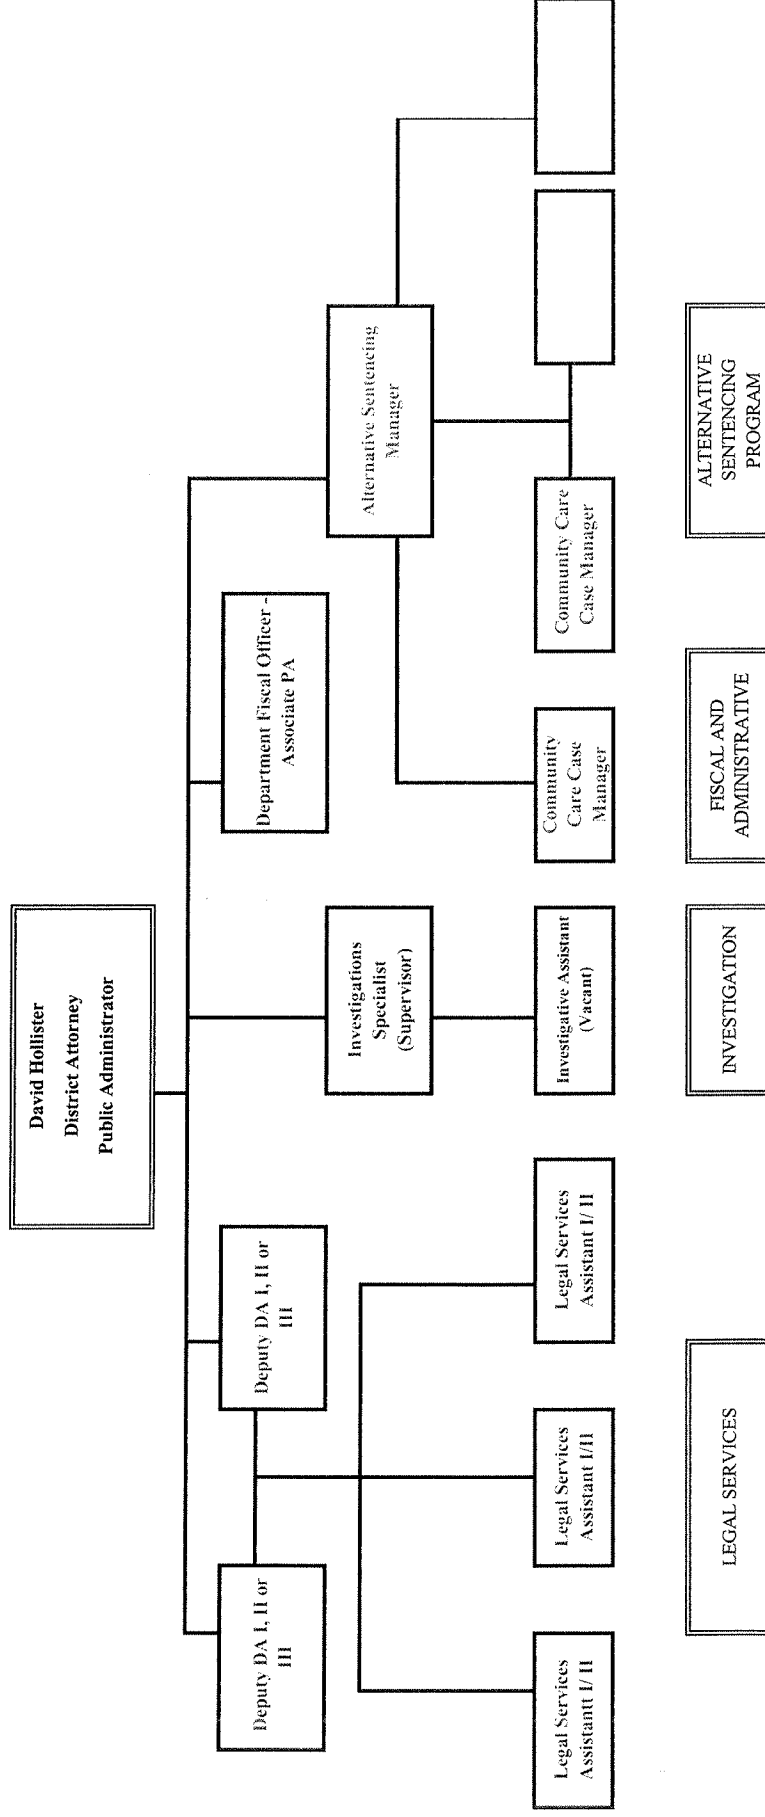 David Hollister
District Attorney
Public Administrator
Deputy DA I, II or
III
Deputy DA I, II or
III
Department Fiscal Officer -
Associate PA
Investigations
Specialist
(Supervisor)
Alternative Sentencing
Manager
Legal Services
Assistantt I/ II
Legal Services
Assistant I/II
Legal Services
Assistant I/ II
Investigative Assistant
(Vacant)
Community
Care Case
Manager
Community Care
Case Manager
LEGAL SERVICES
INVESTIGATION
FISCAL AND
ADMINISTRATIVE
ALTERNATIVE
SENTENCING
PROGRAM